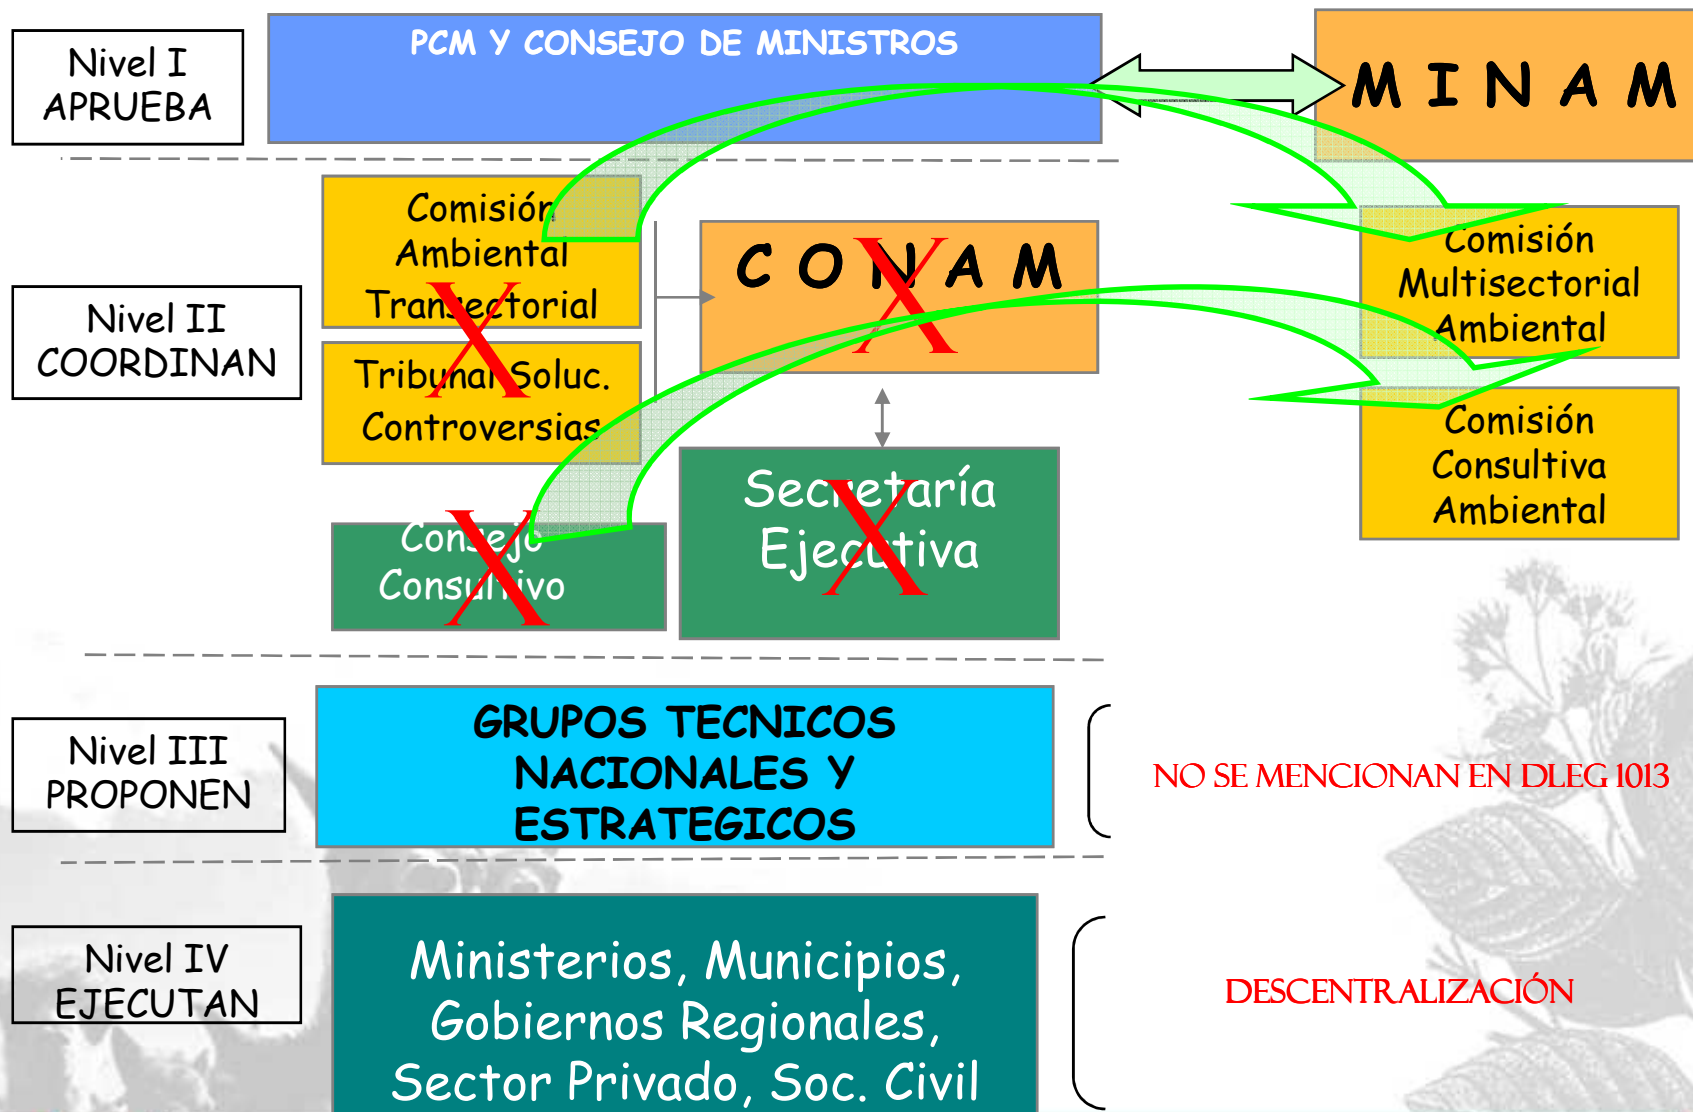 Nivel I
APRUEBA
PCM Y CONSEJO DE MINISTROS
M I N A M
Nivel II
COORDINAN
Comisión
Ambiental
Transectorial
Tribunal Soluc.
Controversias
C O N A M
X
X
Secretaría
Ejecutiva
X
Consejo
Consultivo
X
Comisión
Multisectorial
Ambiental
Comisión
Consultiva
Ambiental
Nivel III
PROPONEN
GRUPOS TECNICOS
NACIONALES Y
ESTRATEGICOS
NO SE MENCIONAN EN DLEG 1013
Nivel IV
EJECUTAN
Ministerios, Municipios,
Gobiernos Regionales,
Sector Privado, Soc. Civil
DESCENTRALIZACIÓN